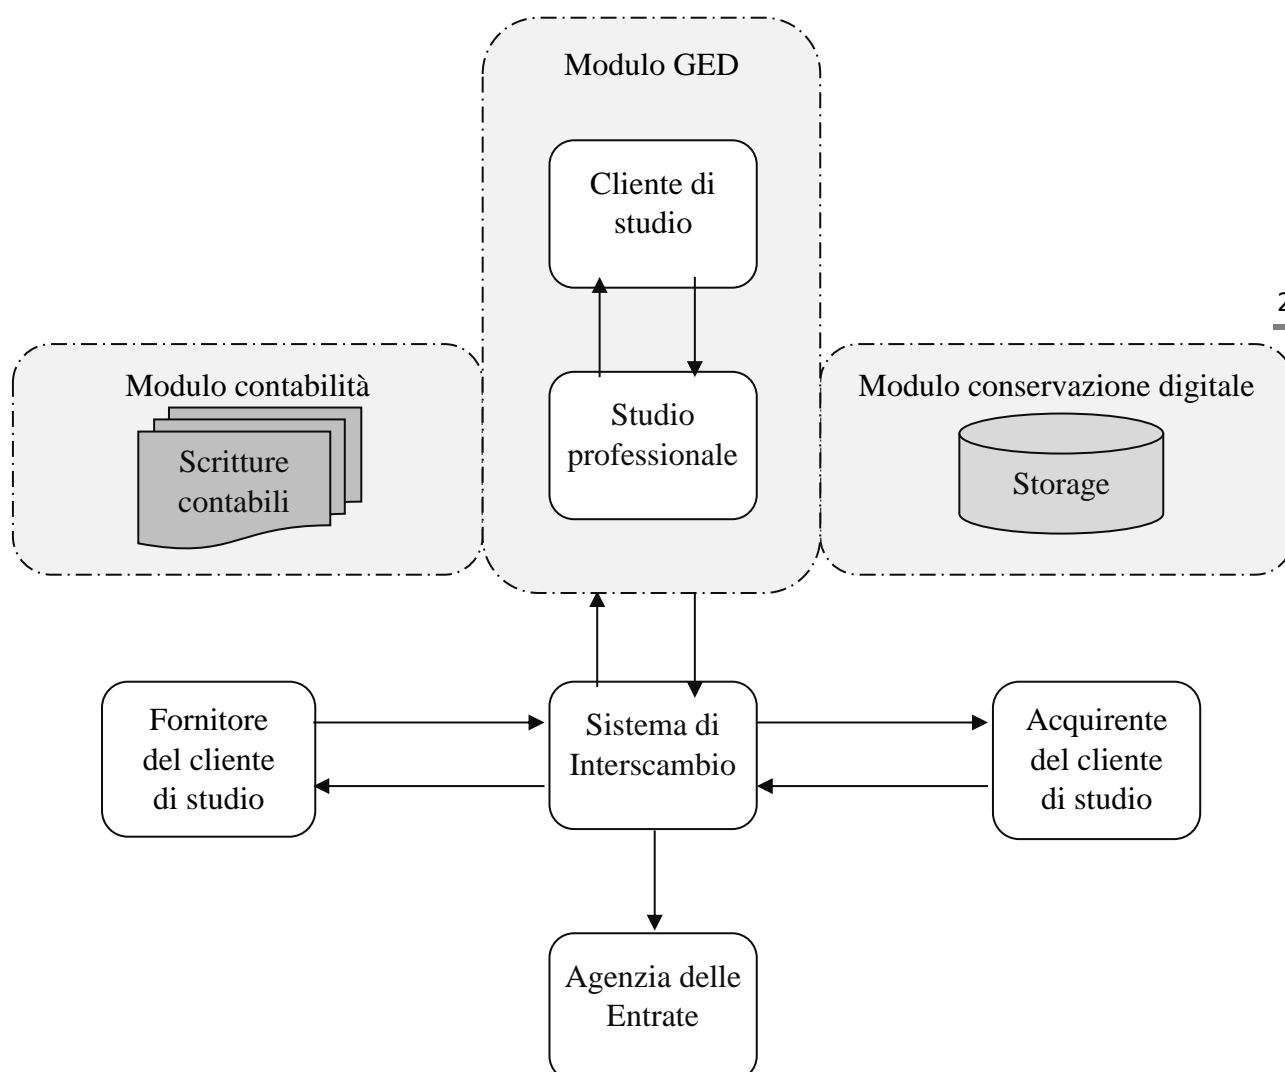 Modulo GED
Cliente di
studio
2
Modulo contabilità
Scritture
contabili
Studio
professionale
Modulo conservazione digitale
Storage
Fornitore
del cliente
di studio
Sistema di
Interscambio
Acquirente
del cliente
di studio
Agenzia delle
Entrate